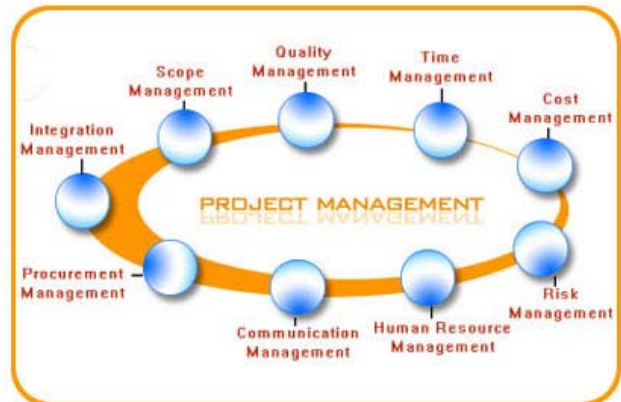 Quality
Management
Time
Management
Scope
Management
Cost
Management
Integration
Management
PROJECT MANAGEMENT
Procurement
Management
Risk
Management
Communication
Management
Human Resource
Management